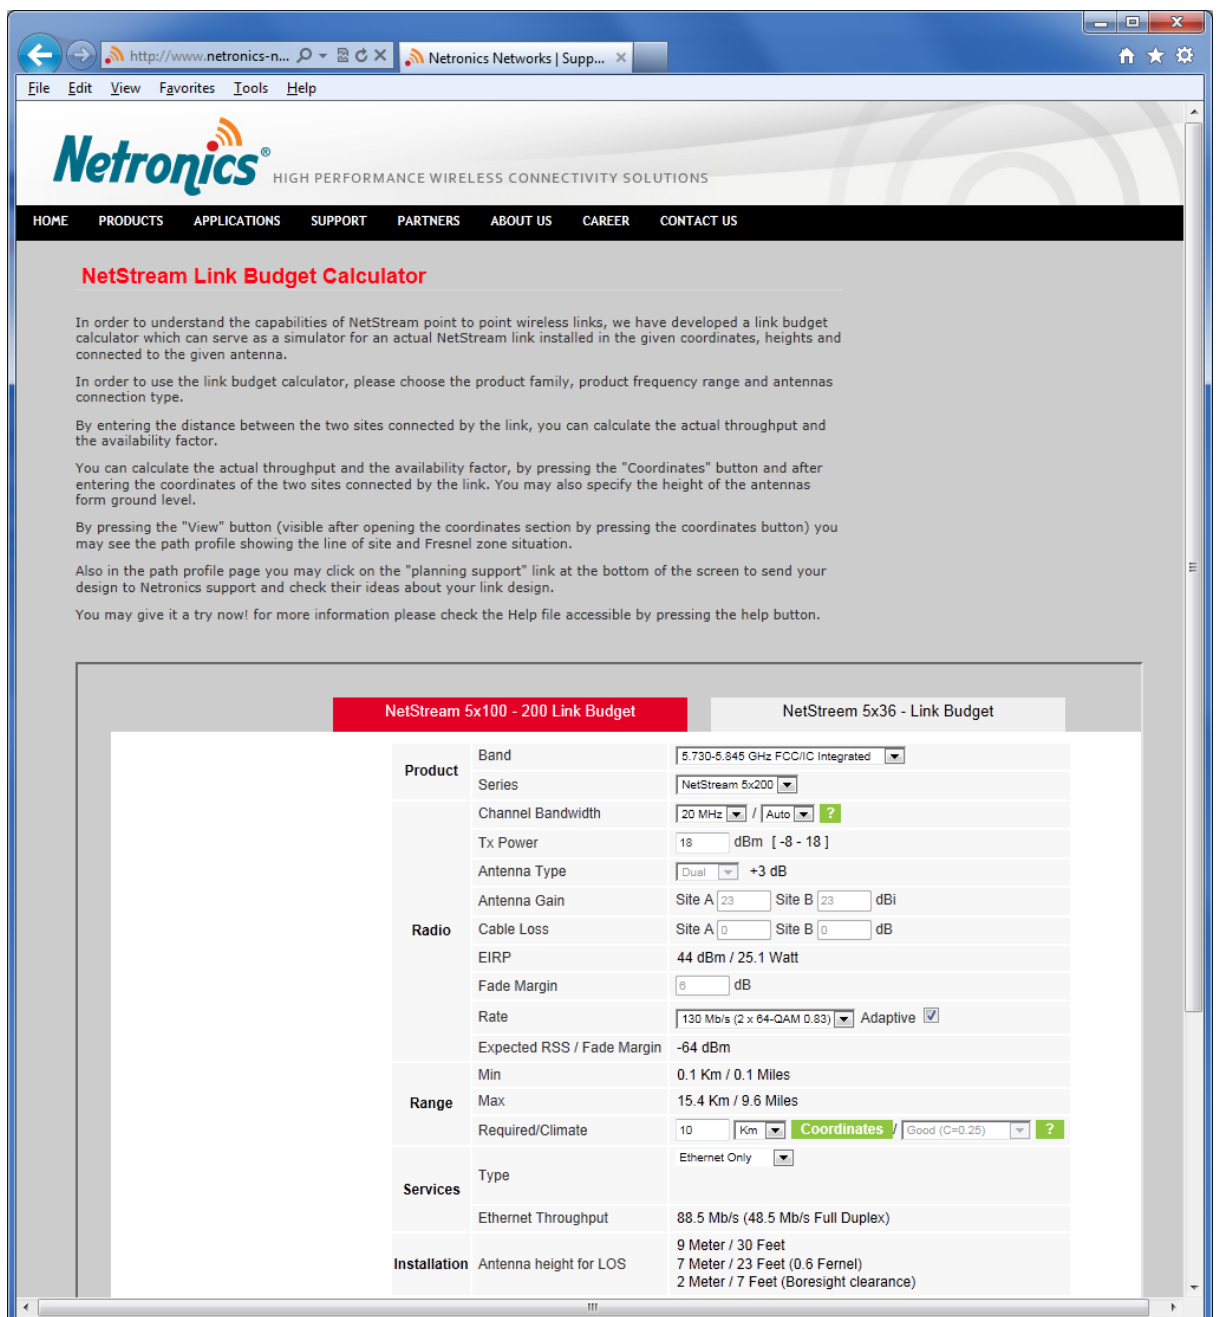 http://www.netronics-n...
Netronics Networks | Supp...
File Edit View Favorites Tools Help
Netronics®
HIGH PERFORMANCE WIRELESS CONNECTIVITY SOLUTIONS
HOME PRODUCTS APPLICATIONS SUPPORT PARTNERS ABOUT US CAREER CONTACT US
NetStream Link Budget Calculator
In order to understand the capabilities of NetStream point to point wireless links, we have developed a link budget
calculator which can serve as a simulator for an actual NetStream link installed in the given coordinates, heights and
connected to the given antenna.
In order to use the link budget calculator, please choose the product family, product frequency range and antennas
connection type.
By entering the distance between the two sites connected by the link, you can calculate the actual throughput and
the availability factor.
You can calculate the actual throughput and the availability factor, by pressing the "Coordinates" button and after
entering the coordinates of the two sites connected by the link. You may also specify the height of the antennas
form ground level.
By pressing the "View" button (visible after opening the coordinates section by pressing the coordinates button) you
may see the path profile showing the line of site and Fresnel zone situation.
Also in the path profile page you may click on the "planning support" link at the bottom of the screen to send your
design to Netronics support and check their ideas about your link design.
You may give it a try now! for more information please check the Help file accessible by pressing the help button.
NetStream 5x100 - 200 Link Budget
NetStreem 5x36 - Link Budget
Product
Band 5.730-5.845 GHz FCC/IC Integrated
Series NetStream 5x200
Radio
Channel Bandwidth 20 MHz / Auto ?
Tx Power 18 dBm [ -8 - 18 ]
Antenna Type Dual +3 dB
Antenna Gain Site A 23 Site B 23 dBi
Cable Loss Site A 0 Site B 0 dB
EIRP 44 dBm / 25.1 Watt
Fade Margin 6 dB
Rate 130 Mb/s (2 x 64-QAM 0.83) Adaptive
Expected RSS / Fade Margin -64 dBm
Range
Min 0.1 Km / 0.1 Miles
Max 15.4 Km / 9.6 Miles
Required/Climate 10 Km Coordinates / Good (C=0.25) ?
Services
Type Ethernet Only
Ethernet Throughput 88.5 Mb/s (48.5 Mb/s Full Duplex)
Installation
Antenna height for LOS
9 Meter / 30 Feet
7 Meter / 23 Feet (0.6 Fernel)
2 Meter / 7 Feet (Boresight clearance)